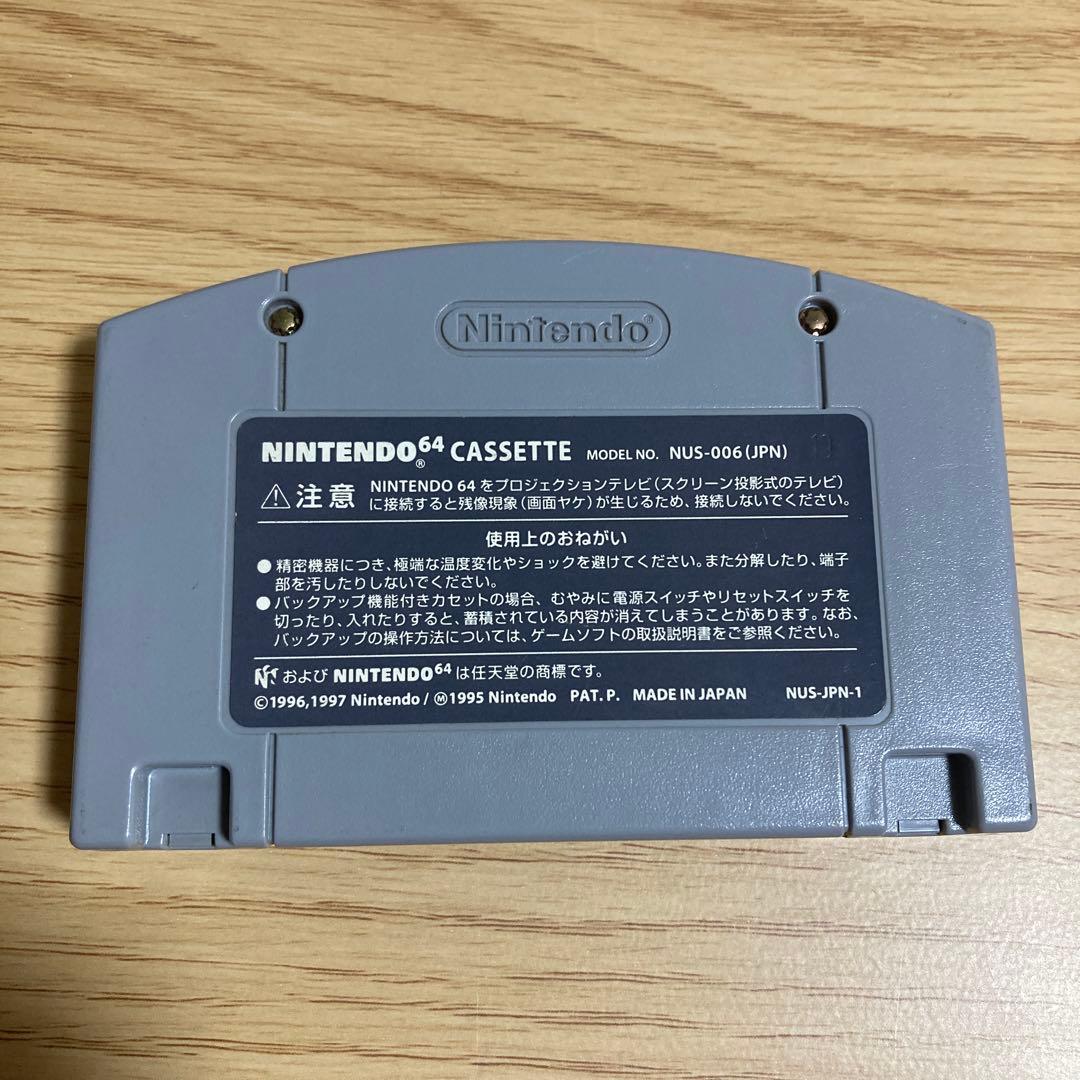 Nintendo®
NINTENDO64® CASSETTE MODEL NO. NUS-006(JPN)
⚠注意 NINTENDO 64をプロジェクションテレビ(スクリーン投影式のテレビ)
に接続すると残像現象(画面ヤケ)が生じるため、接続しないでください。
使用上のおねがい
●精密機器につき、極端な温度変化やショックを避けてください。また分解したり、端子
部を汚したりしないでください。
●バックアップ機能付きカセットの場合、むやみに電源スイッチやリセットスイッチを
切ったり、入れたりすると、蓄積されている内容が消えてしまうことがあります。なお、
バックアップの操作方法については、ゲームソフトの取扱説明書をご参照ください。
および NINTENDO64 は任天堂の商標です。
©1996,1997 Nintendo / Ⓜ1995 Nintendo PAT. P. MADE IN JAPAN NUS-JPN-1